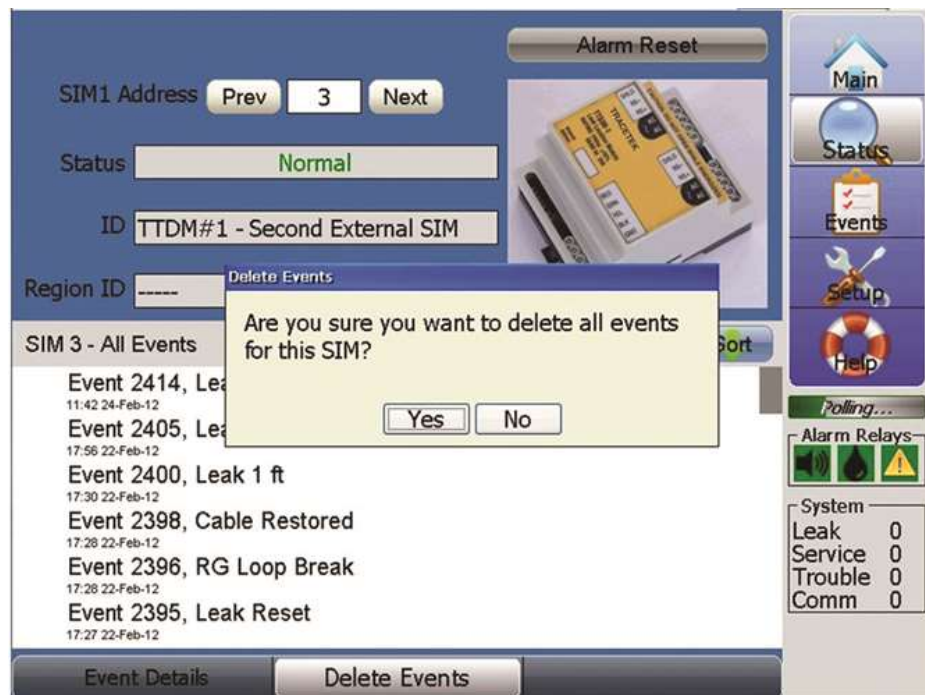 Alarm Reset
SIM1 Address Prev 3 Next
Status Normal
ID TTDM#1 - Second External SIM
Region ID -----
TRACETEK
Delete Events
Are you sure you want to delete all events
for this SIM?
Yes No
SIM 3 - All Events
Sort
Event 2414, Lea
11:42 24-Feb-12
Event 2405, Lea
17:56 22-Feb-12
Event 2400, Leak 1 ft
17:30 22-Feb-12
Event 2398, Cable Restored
17:28 22-Feb-12
Event 2396, RG Loop Break
17:28 22-Feb-12
Event 2395, Leak Reset
17:27 22-Feb-12
Event Details Delete Events
Main
Status
Events
Setup
Help
Polling...
Alarm Relays
System
Leak 0
Service 0
Trouble 0
Comm 0